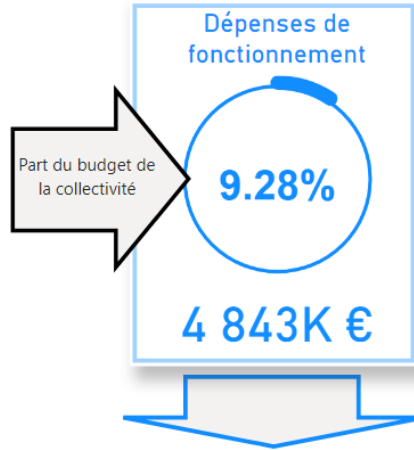 Dépenses de
fonctionnement
Part du budget de
la collectivité
9.28%
4 843K €